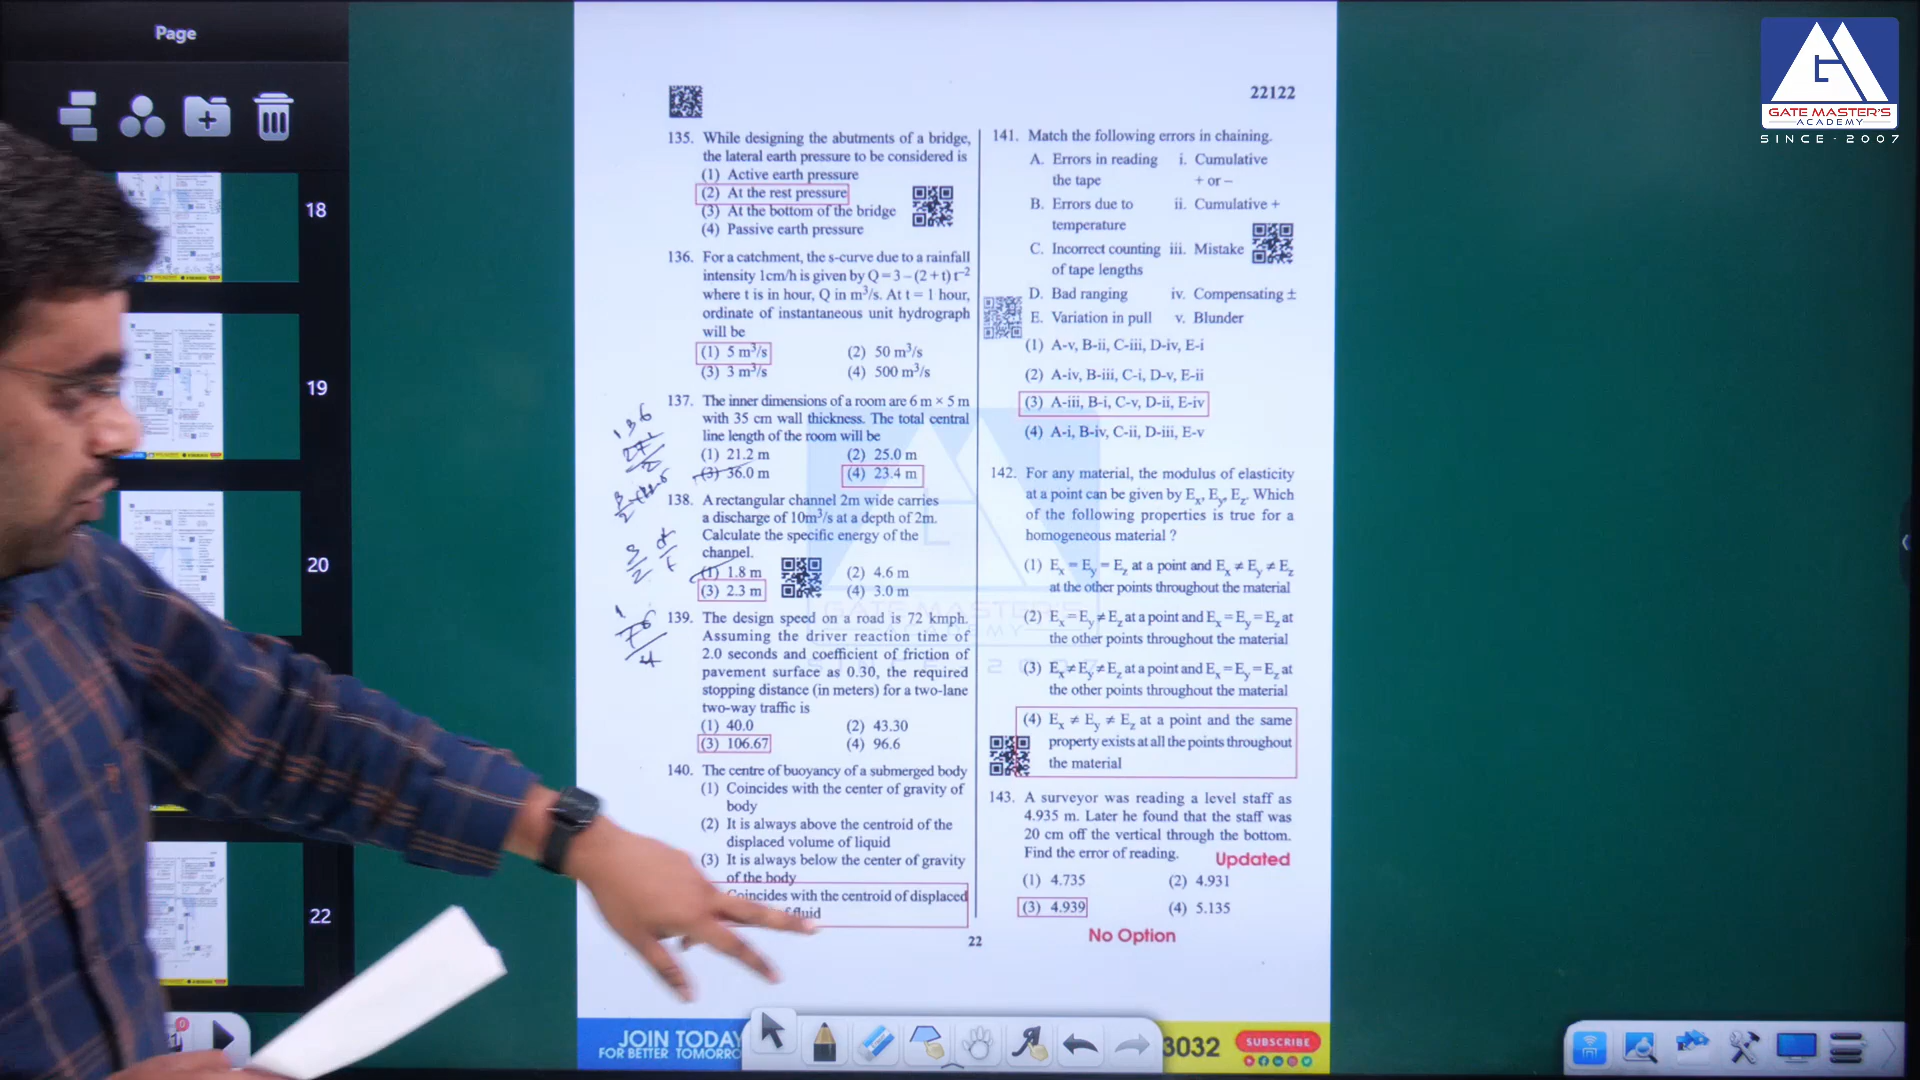 Page
18
19
20
22
GATE MASTER'S
ACADEMY
SINCE-2007
22122
135. While designing the abutments of a bridge,
the lateral earth pressure to be considered is
(1) Active earth pressure
(2) At the rest pressure
(3) At the bottom of the bridge
(4) Passive earth pressure
136. For a catchment, the s-curve due to a rainfall
intensity 1cm/h is given by Q = 3 – (2 + t) t⁻²
where t is in hour, Q in m³/s. At t = 1 hour,
ordinate of instantaneous unit hydrograph
will be
(1) 5 m³/s (2) 50 m³/s
(3) 3 m³/s (4) 500 m³/s
137. The inner dimensions of a room are 6 m × 5 m
with 35 cm wall thickness. The total central
line length of the room will be
(1) 21.2 m (2) 25.0 m
(3) 36.0 m (4) 23.4 m
138. A rectangular channel 2m wide carries
a discharge of 10m³/s at a depth of 2m.
Calculate the specific energy of the
channel.
(1) 1.8 m (2) 4.6 m
(3) 2.3 m (4) 3.0 m
139. The design speed on a road is 72 kmph.
Assuming the driver reaction time of
2.0 seconds and coefficient of friction of
pavement surface as 0.30, the required
stopping distance (in meters) for a two-lane
two-way traffic is
(1) 40.0 (2) 43.30
(3) 106.67 (4) 96.6
140. The centre of buoyancy of a submerged body
(1) Coincides with the center of gravity of
body
(2) It is always above the centroid of the
displaced volume of liquid
(3) It is always below the center of gravity
of the body
Coincides with the centroid of displaced
fluid
141. Match the following errors in chaining.
A. Errors in reading i. Cumulative
the tape + or –
B. Errors due to ii. Cumulative +
temperature
C. Incorrect counting iii. Mistake
of tape lengths
D. Bad ranging iv. Compensating ±
E. Variation in pull v. Blunder
(1) A-v, B-ii, C-iii, D-iv, E-i
(2) A-iv, B-iii, C-i, D-v, E-ii
(3) A-iii, B-i, C-v, D-ii, E-iv
(4) A-i, B-iv, C-ii, D-iii, E-v
142. For any material, the modulus of elasticity
at a point can be given by Ex, Ey, Ez. Which
of the following properties is true for a
homogeneous material ?
(1) Ex = Ey = Ez at a point and Ex ≠ Ey ≠ Ez
at the other points throughout the material
(2) Ex = Ey ≠ Ez at a point and Ex = Ey = Ez at
the other points throughout the material
(3) Ex ≠ Ey ≠ Ez at a point and Ex = Ey = Ez at
the other points throughout the material
(4) Ex ≠ Ey ≠ Ez at a point and the same
property exists at all the points throughout
the material
143. A surveyor was reading a level staff as
4.935 m. Later he found that the staff was
20 cm off the vertical through the bottom.
Find the error of reading. Updated
(1) 4.735 (2) 4.931
(3) 4.939 (4) 5.135
No Option
22
GATE MASTER'S
ACADEMY
SINCE - 2007
JOIN TODAY
FOR BETTER TOMORRO
3032
SUBSCRIBE